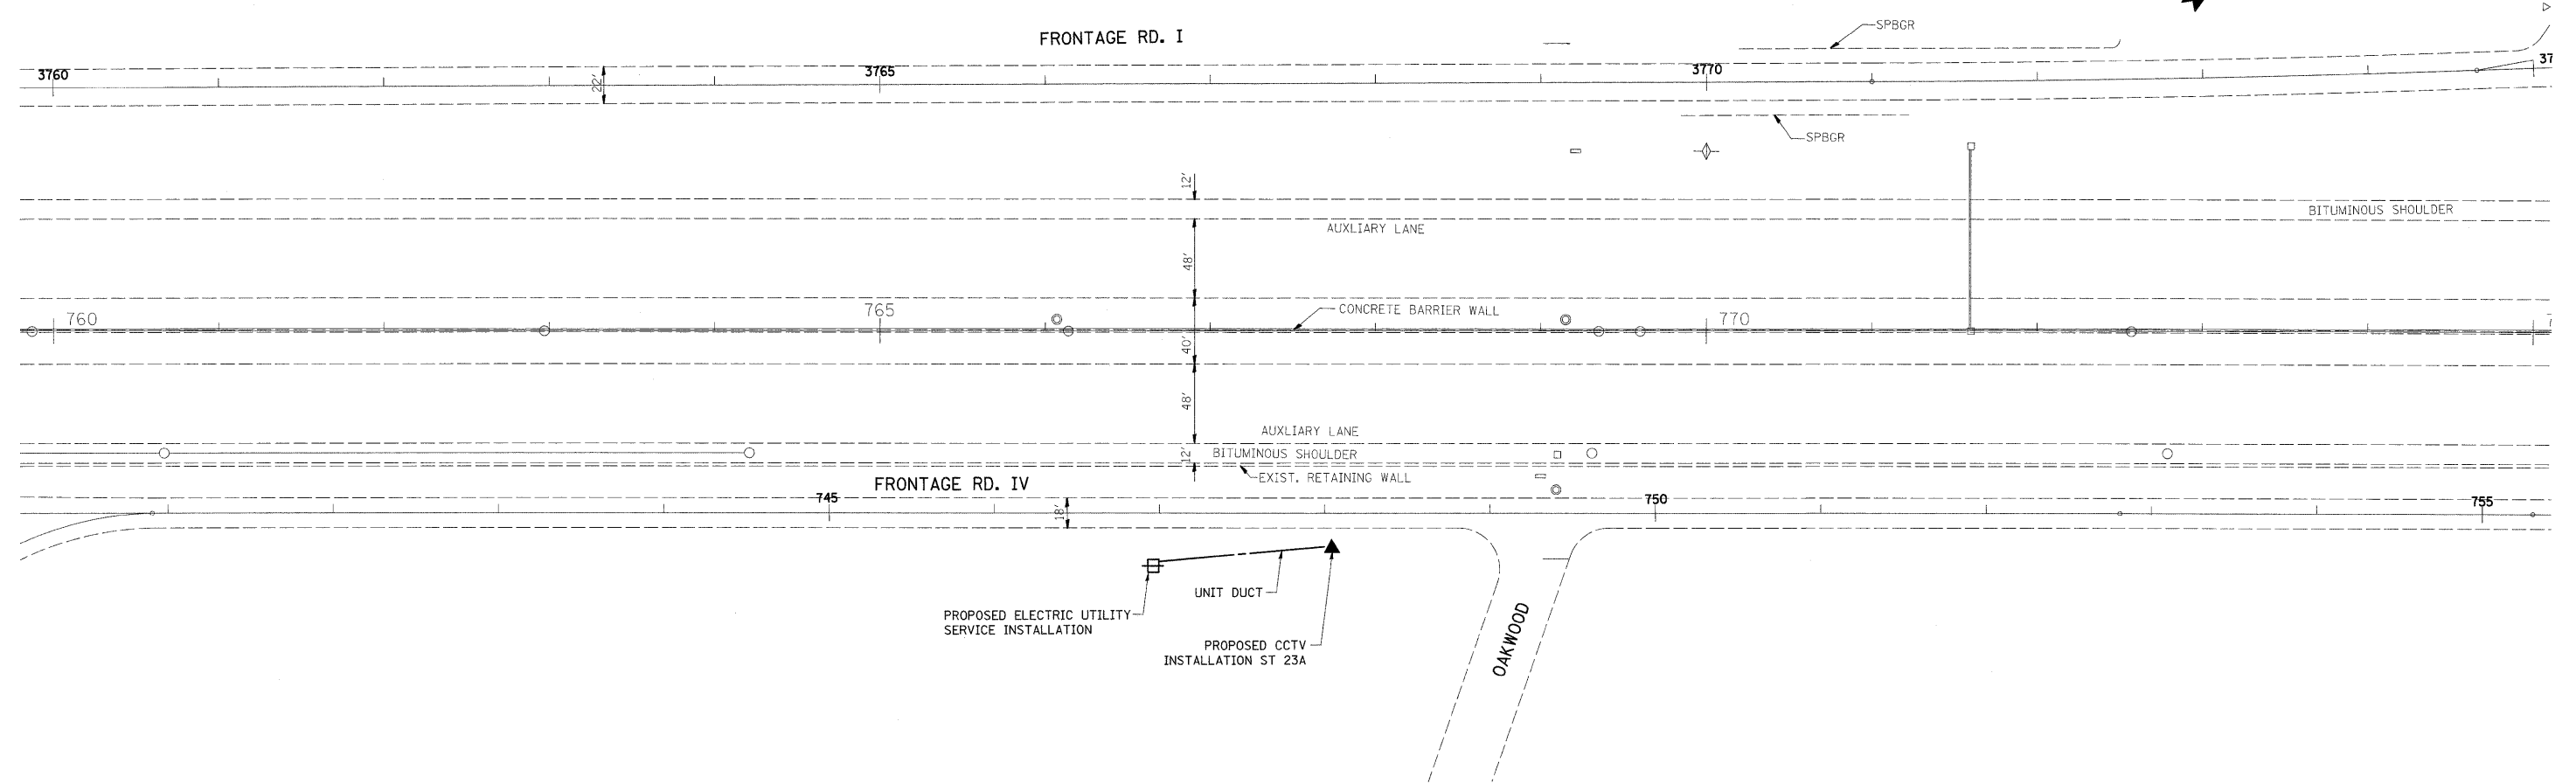 SPBGR
FRONTAGE RD. I
3760
3765
3770
37
22'
SPBGR
12'
BITUMINOUS SHOULDER
AUXLIARY LANE
48'
760
765
CONCRETE BARRIER WALL
770
40'
48'
AUXLIARY LANE
12'
BITUMINOUS SHOULDER
EXIST. RETAINING WALL
FRONTAGE RD. IV
745
750
755
18'
UNIT DUCT
PROPOSED ELECTRIC UTILITY
SERVICE INSTALLATION
PROPOSED CCTV
INSTALLATION ST 23A
OAKWOOD